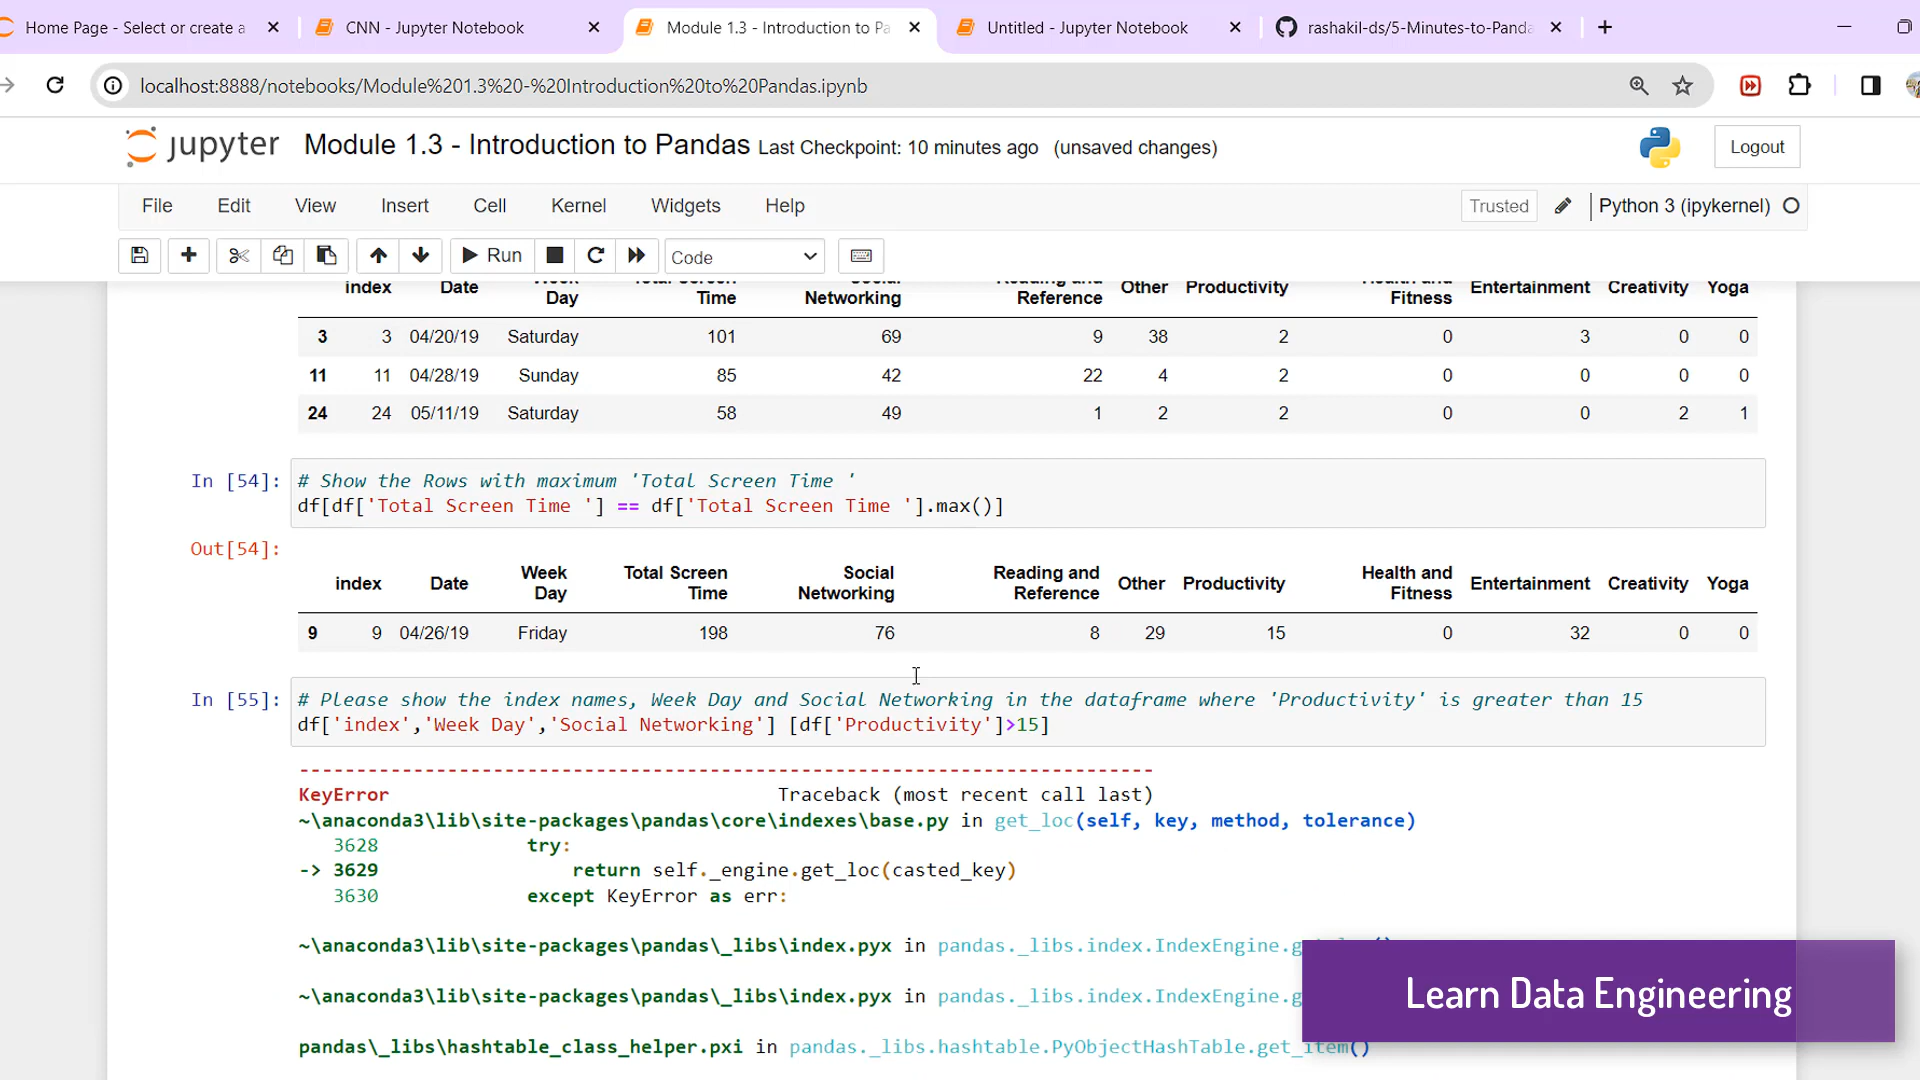 Home Page - Select or create a
CNN - Jupyter Notebook
Module 1.3 - Introduction to Pa
Untitled - Jupyter Notebook
rashakil-ds/5-Minutes-to-Panda
localhost:8888/notebooks/Module%201.3%20-%20Introduction%20to%20Pandas.ipynb
jupyter Module 1.3 - Introduction to Pandas Last Checkpoint: 10 minutes ago (unsaved changes)
Logout
File Edit View Insert Cell Kernel Widgets Help
Trusted Python 3 (ipykernel)
Run Code
index Date Week Day Total Screen Time Social Networking Reading and Reference Other Productivity Health and Fitness Entertainment Creativity Yoga
3 3 04/20/19 Saturday 101 69 9 38 2 0 3 0 0
11 11 04/28/19 Sunday 85 42 22 4 2 0 0 0 0
24 24 05/11/19 Saturday 58 49 1 2 2 0 0 2 1
In [54]: # Show the Rows with maximum 'Total Screen Time '
df[df['Total Screen Time '] == df['Total Screen Time '].max()]
Out[54]:
index Date Week Day Total Screen Time Social Networking Reading and Reference Other Productivity Health and Fitness Entertainment Creativity Yoga
9 9 04/26/19 Friday 198 76 8 29 15 0 32 0 0
In [55]: # Please show the index names, Week Day and Social Networking in the dataframe where 'Productivity' is greater than 15
df['index','Week Day','Social Networking'] [df['Productivity']>15]
---------------------------------------------------------------------------
KeyError Traceback (most recent call last)
~\anaconda3\lib\site-packages\pandas\core\indexes\base.py in get_loc(self, key, method, tolerance)
3628 try:
-> 3629 return self._engine.get_loc(casted_key)
3630 except KeyError as err:
~\anaconda3\lib\site-packages\pandas\_libs\index.pyx in pandas._libs.index.IndexEngine.g
~\anaconda3\lib\site-packages\pandas\_libs\index.pyx in pandas._libs.index.IndexEngine.g
pandas\_libs\hashtable_class_helper.pxi in pandas._libs.hashtable.PyObjectHashTable.get_item()
Learn Data Engineering